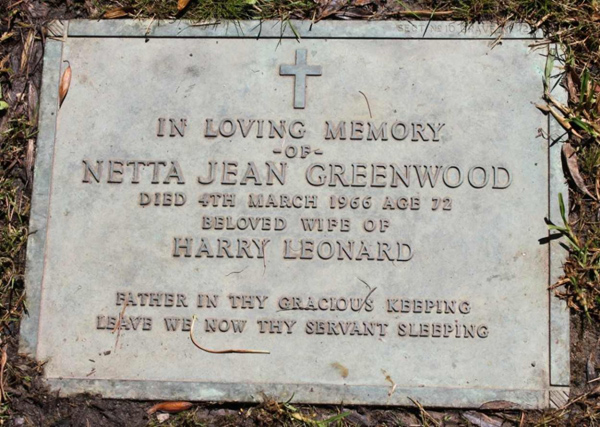 IN LOVING MEMORY
-OF-
NETTA JEAN GREENWOOD
DIED 4TH MARCH 1966 AGE 72
BELOVED WIFE OF
HARRY LEONARD
FATHER IN THY GRACIOUS KEEPING
LEAVE WE NOW THY SERVANT SLEEPING